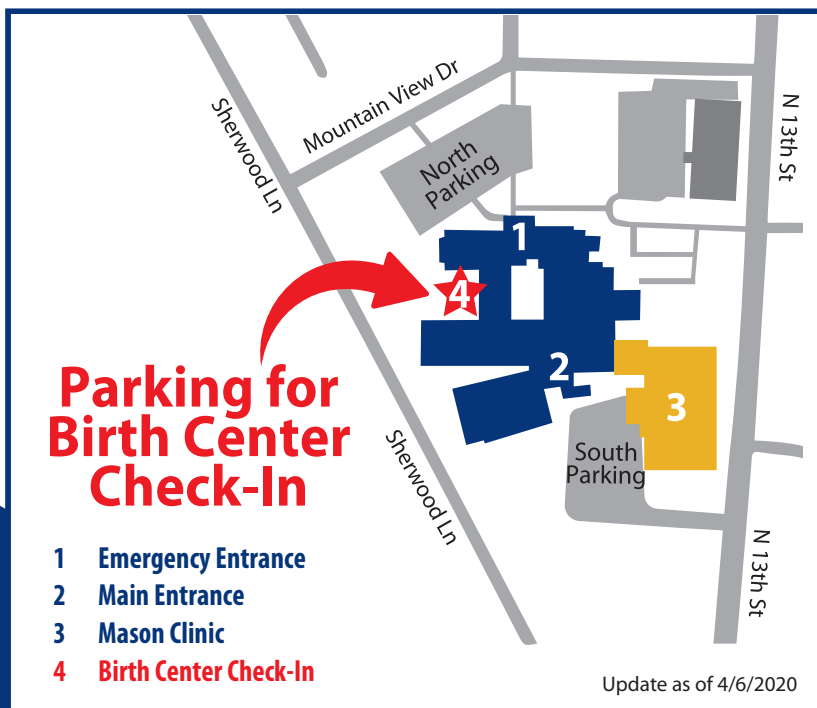 Mountain View Dr
Sherwood Ln
N 13th St
North
Parking
1
4
2
3
Parking for
Birth Center
Check-In
South
Parking
Sherwood Ln
N 13th St
1 Emergency Entrance
2 Main Entrance
3 Mason Clinic
4 Birth Center Check-In
Update as of 4/6/2020